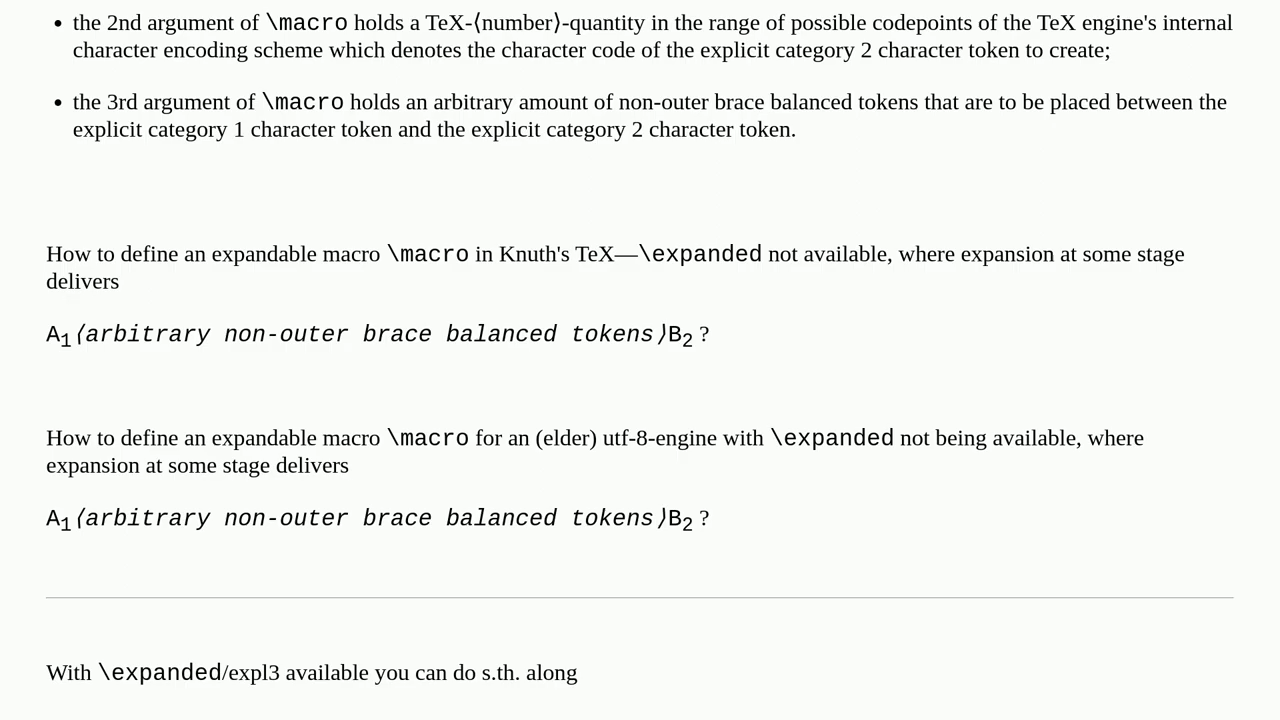 • the 2nd argument of \macro holds a TeX-⟨number⟩-quantity in the range of possible codepoints of the TeX engine's internal
character encoding scheme which denotes the character code of the explicit category 2 character token to create;
• the 3rd argument of \macro holds an arbitrary amount of non-outer brace balanced tokens that are to be placed between the
explicit category 1 character token and the explicit category 2 character token.
How to define an expandable macro \macro in Knuth's TeX—\expanded not available, where expansion at some stage
delivers
A₁⟨arbitrary non-outer brace balanced tokens⟩B₂ ?
How to define an expandable macro \macro for an (elder) utf-8-engine with \expanded not being available, where
expansion at some stage delivers
A₁⟨arbitrary non-outer brace balanced tokens⟩B₂ ?
With \expanded/expl3 available you can do s.th. along